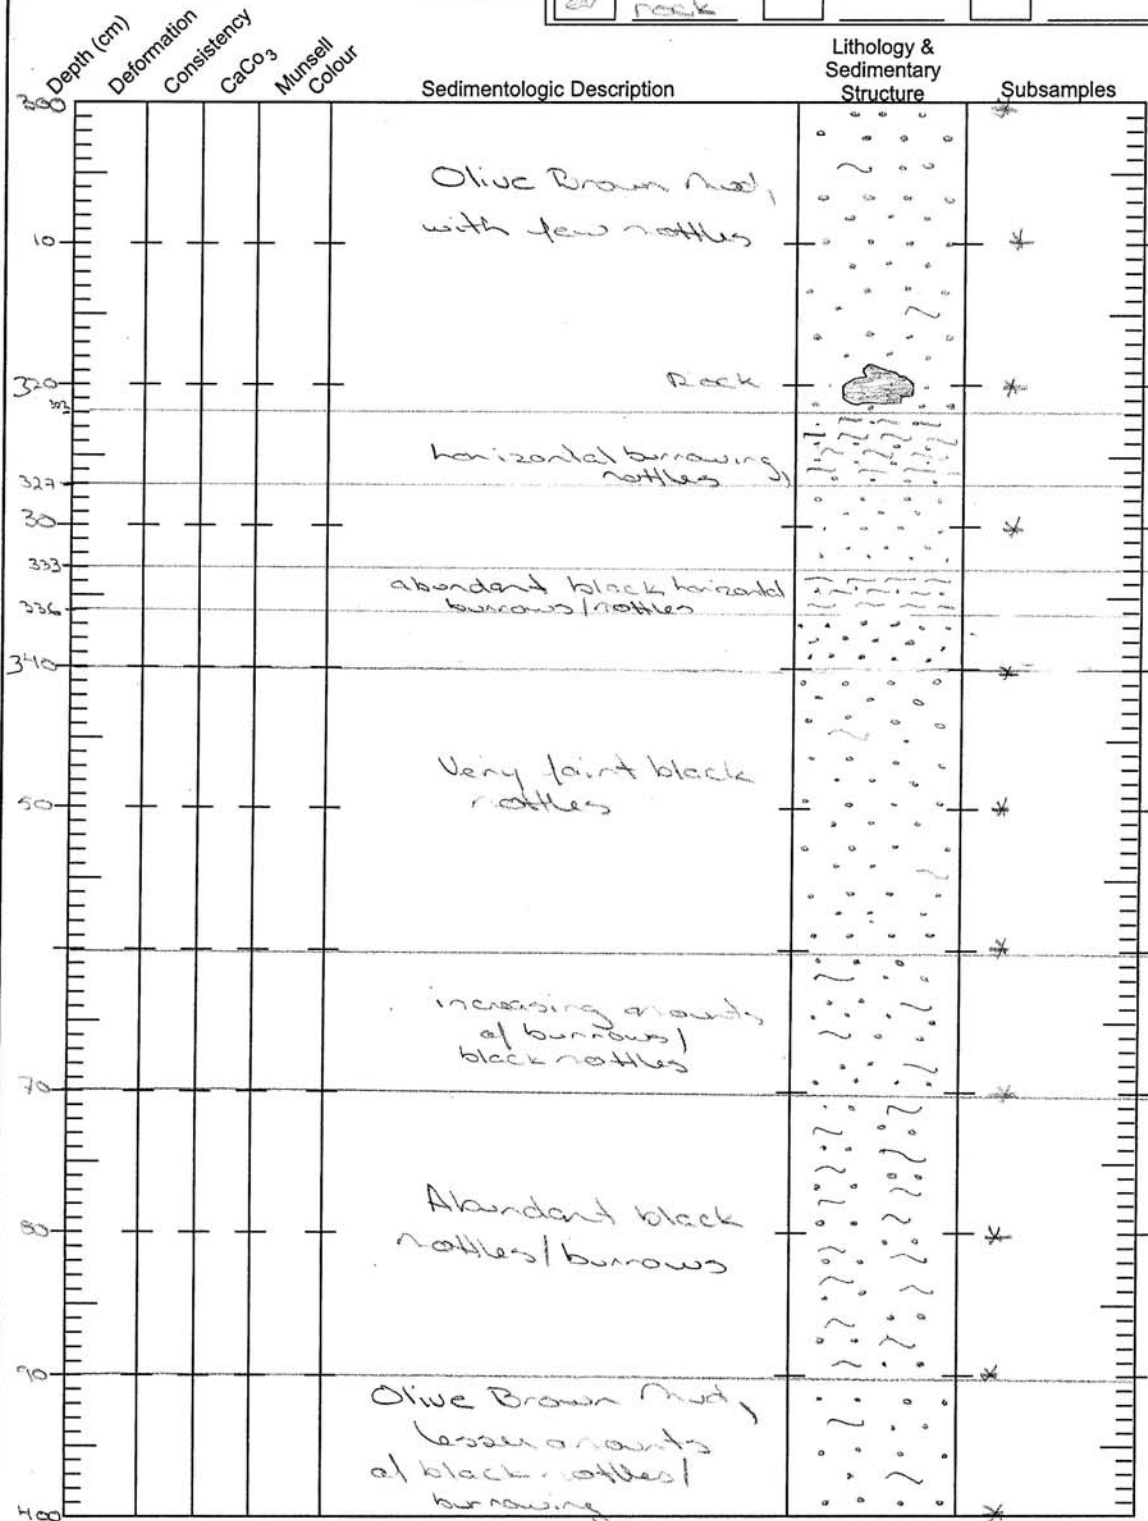 rock
Depth (cm)
Deformation
Consistency
CaCo3
Munsell
Colour
Sedimentologic Description
Lithology &
Sedimentary
Structure
Subsamples
300
Olive Brown Mud,
with few mottles
10
320
Rock
322
horizontal burrowing,
mottles
327
30
333
abundant black horizontal
burrows/mottles
336
340
Very faint black
mottles
50
increasing amounts
of burrows/
black mottles
70
Abundant black
mottles/burrows
80
90
Olive Brown Mud,
lesser amounts
of black mottles/
burrowing
400